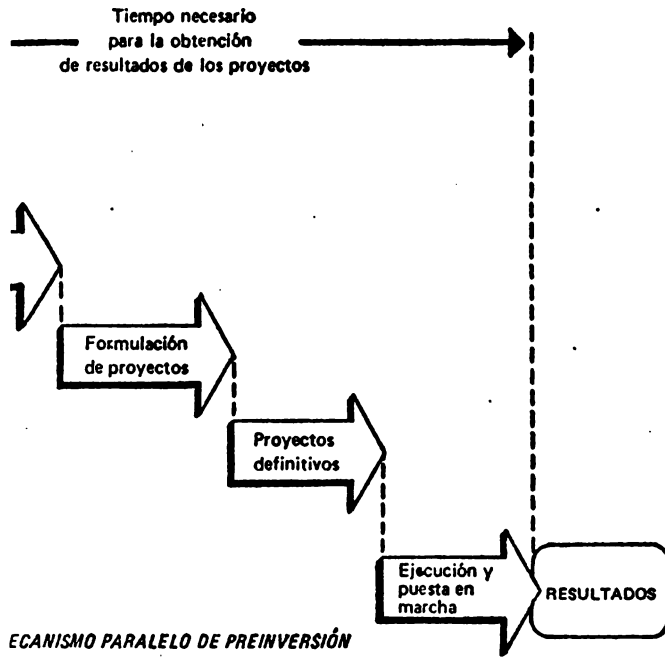 Tiempo necesario
para la obtención
de resultados de los proyectos
Formulación
de proyectos
Proyectos
definitivos
Ejecución y
puesta en
marcha
RESULTADOS
ECANISMO PARALELO DE PREINVERSIÓN